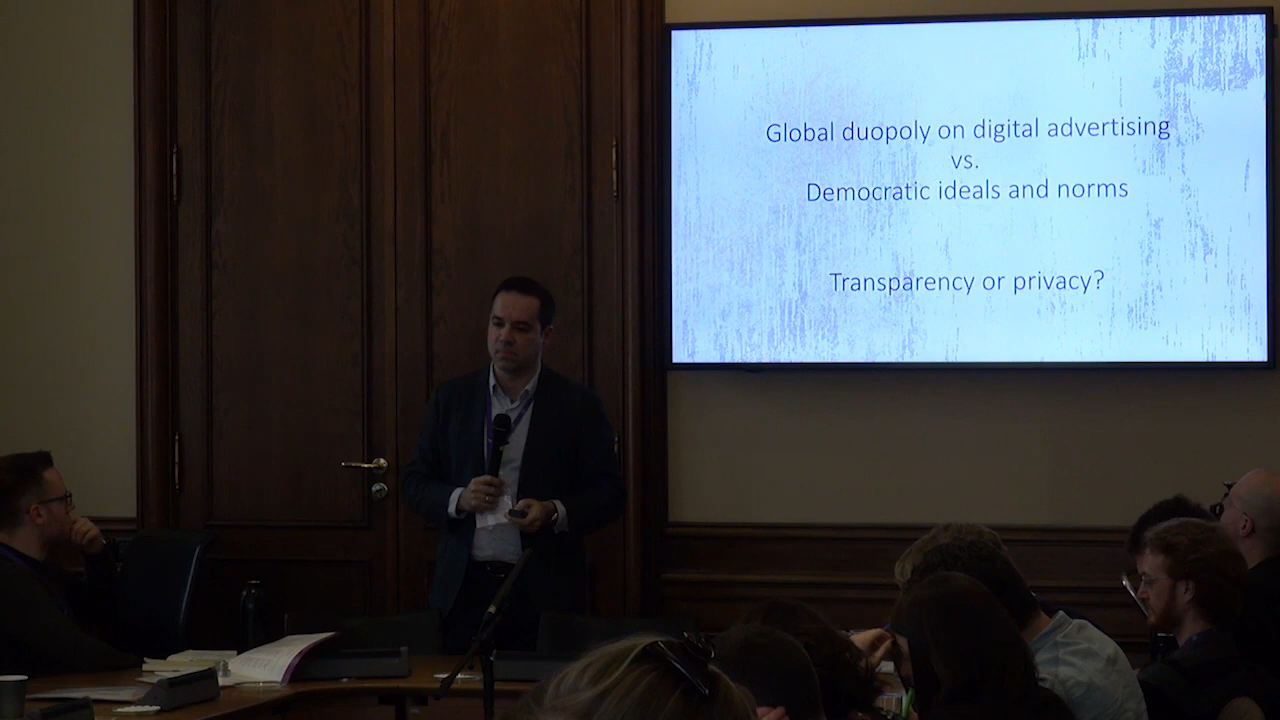 Global duopoly on digital advertising
vs.
Democratic ideals and norms
Transparency or privacy?